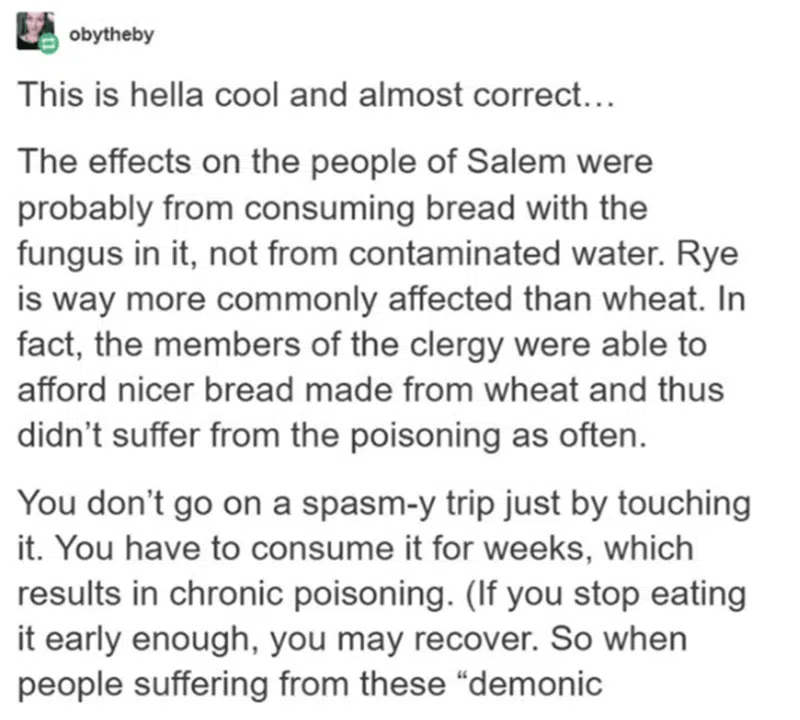 obytheby
This is hella cool and almost correct...
The effects on the people of Salem were
probably from consuming bread with the
fungus in it, not from contaminated water. Rye
is way more commonly affected than wheat. In
fact, the members of the clergy were able to
afford nicer bread made from wheat and thus
didn’t suffer from the poisoning as often.
You don’t go on a spasm-y trip just by touching
it. You have to consume it for weeks, which
results in chronic poisoning. (If you stop eating
it early enough, you may recover. So when
people suffering from these “demonic